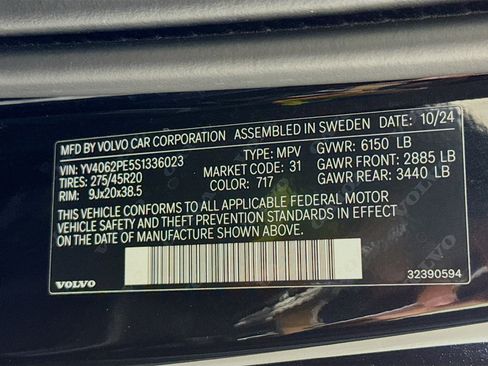 MFD BY VOLVO CAR CORPORATION ASSEMBLED IN SWEDEN DATE: 10/24
VIN: YV4062PE5S1336023 TYPE: MPV GVWR: 6150 LB
TIRES: 275/45R20 MARKET CODE: 31 GAWR FRONT: 2885 LB
RIM: 9Jx20x38.5 COLOR: 717 GAWR REAR: 3440 LB
THIS VEHICLE CONFORMS TO ALL APPLICABLE FEDERAL MOTOR
VEHICLE SAFETY AND THEFT PREVENTION STANDARDS IN EFFECT
ON DATE OF MANUFACTURE SHOWN ABOVE.
VOLVO 32390594